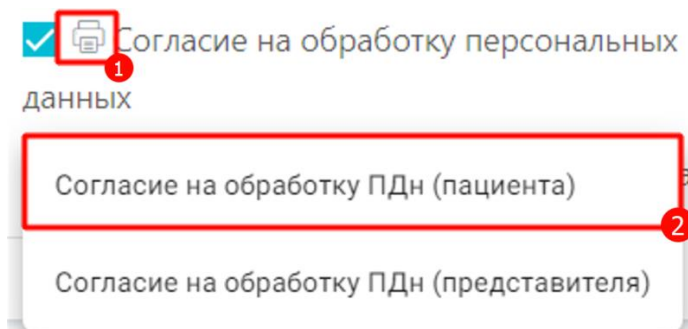 Согласие на обработку персональных
1
данных
Согласие на обработку ПДн (пациента)
2
Согласие на обработку ПДн (представителя)